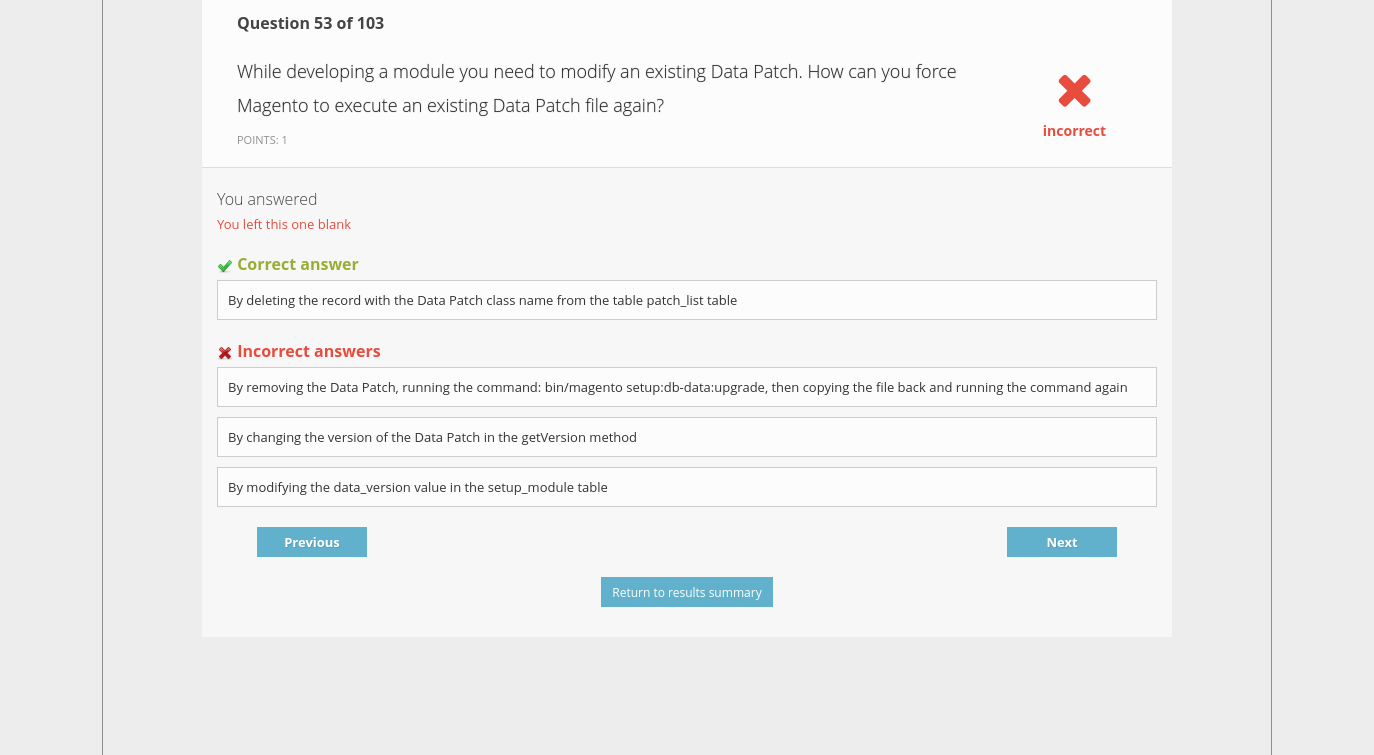 Question 53 of 103
While developing a module you need to modify an existing Data Patch. How can you force
Magento to execute an existing Data Patch file again?
POINTS: 1
incorrect
You answered
You left this one blank
Correct answer
By deleting the record with the Data Patch class name from the table patch_list table
Incorrect answers
By removing the Data Patch, running the command: bin/magento setup:db-data:upgrade, then copying the file back and running the command again
By changing the version of the Data Patch in the getVersion method
By modifying the data_version value in the setup_module table
Previous
Next
Return to results summary